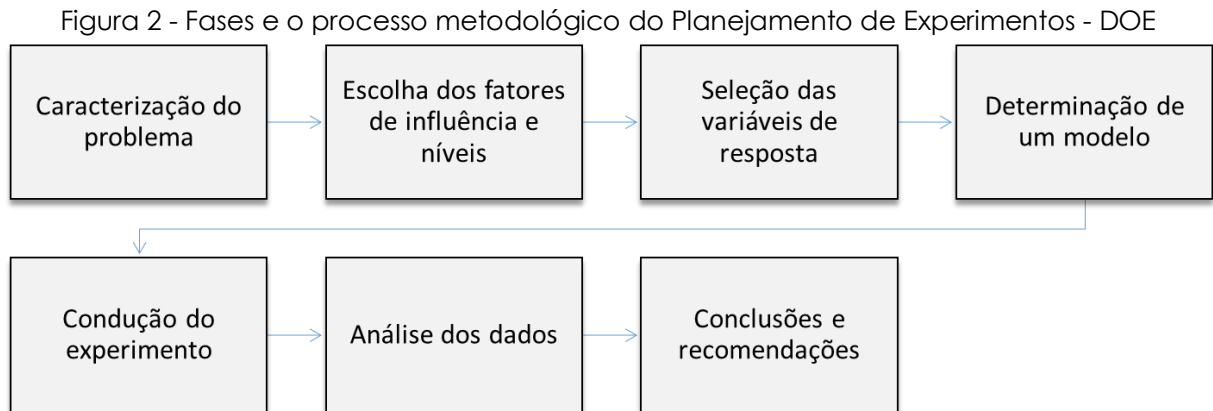 Figura 2 - Fases e o processo metodológico do Planejamento de Experimentos - DOE
Caracterização do
problema
Escolha dos fatores
de influência e
níveis
Seleção das
variáveis de
resposta
Determinação de
um modelo
Condução do
experimento
Análise dos dados
Conclusões e
recomendações